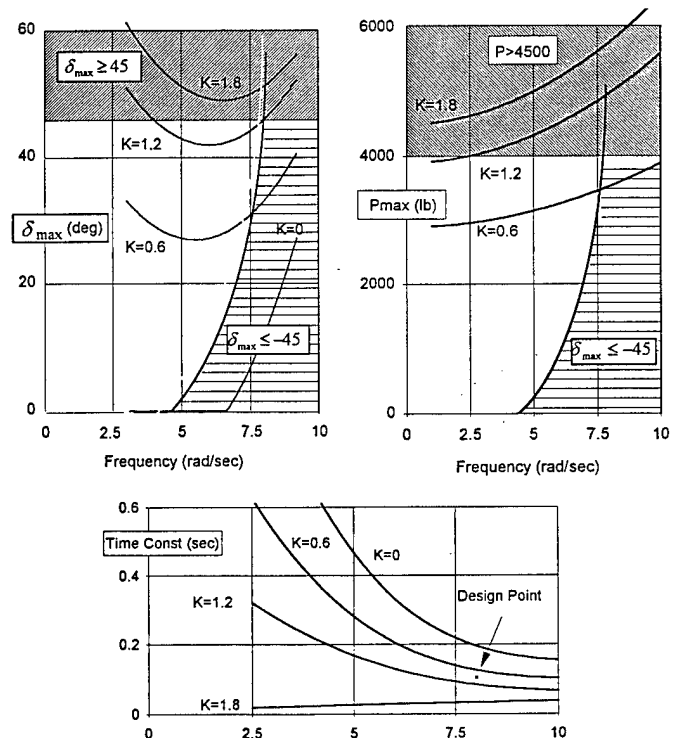 60
δmax ≥ 45
K=1.8
40
K=1.2
δmax (deg)
K=0
K=0.6
20
δmax ≤ -45
0
0
2.5
5
7.5
10
Frequency (rad/sec)
6000
P>4500
K=1.8
4000
K=1.2
Pmax (lb)
K=0.6
2000
δmax ≤ -45
0
0
2.5
5
7.5
10
Frequency (rad/sec)
0.6
Time Const (sec)
K=0.6
K=0
0.4
K=1.2
Design Point
0.2
K=1.8
0
0
2.5
5
7.5
10